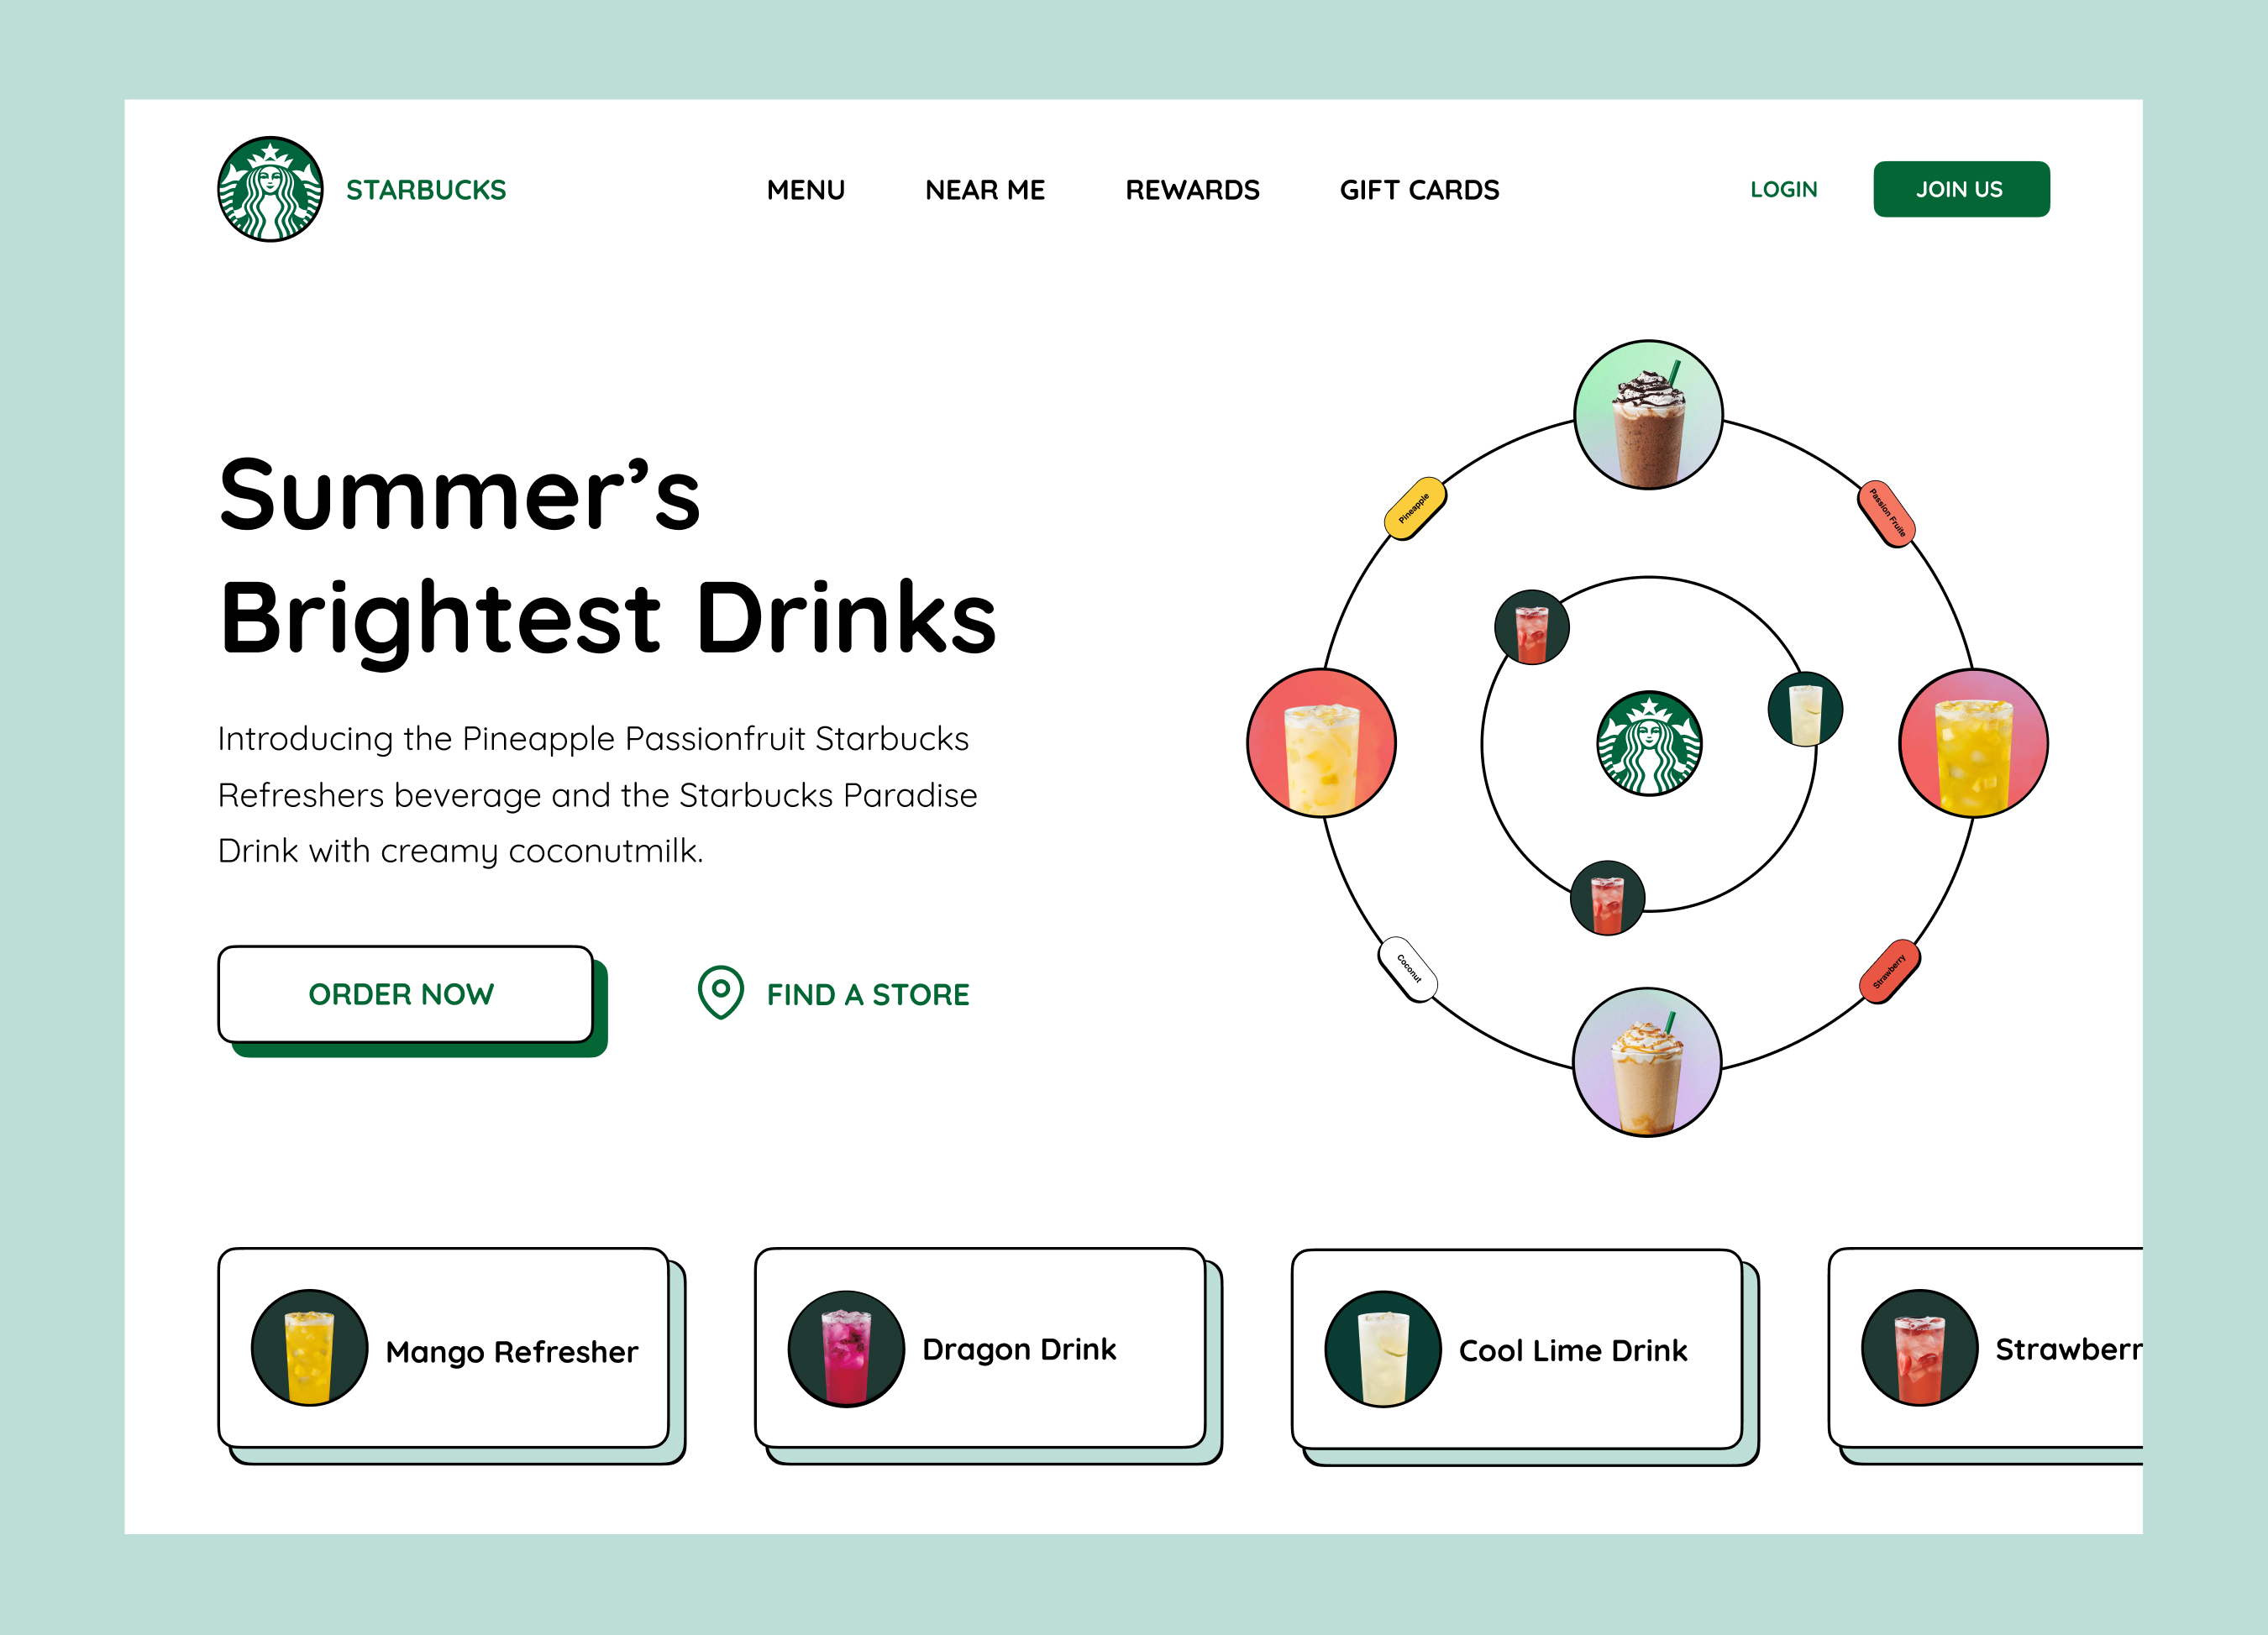 STARBUCKS
MENU
NEAR ME
REWARDS
GIFT CARDS
LOGIN
JOIN US
Summer’s
Brightest Drinks
Introducing the Pineapple Passionfruit Starbucks
Refreshers beverage and the Starbucks Paradise
Drink with creamy coconutmilk.
ORDER NOW
FIND A STORE
Pineapple
Passion Fruite
Coconut
Strawberry
Mango Refresher
Dragon Drink
Cool Lime Drink
Strawberr